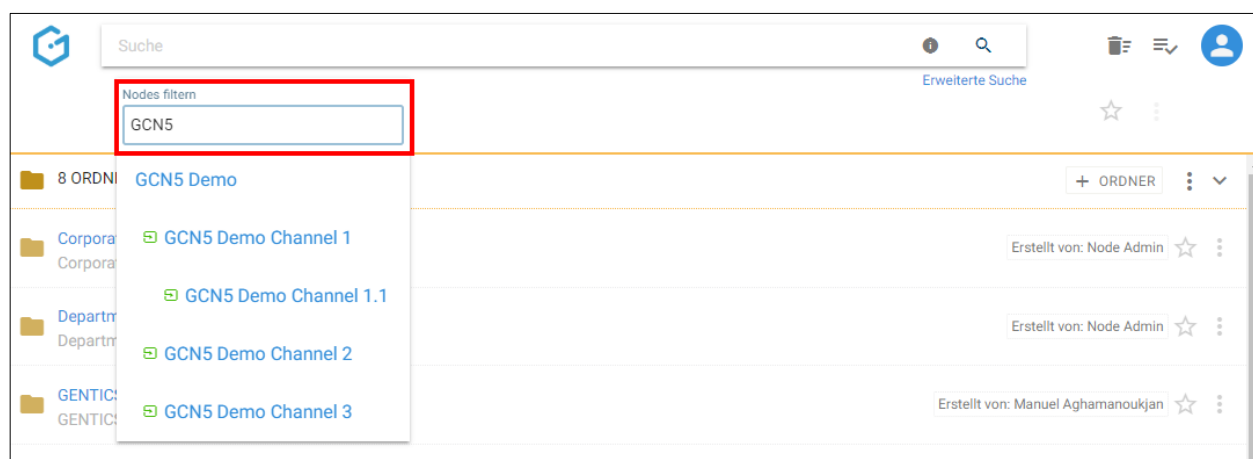 Suche
Erweiterte Suche
Nodes filtern
GCN5
8 ORDN
+ ORDNER
GCN5 Demo
GCN5 Demo Channel 1
GCN5 Demo Channel 1.1
GCN5 Demo Channel 2
GCN5 Demo Channel 3
Corpora
Corpora
Erstellt von: Node Admin
Departm
Departm
Erstellt von: Node Admin
GENTICS
GENTICS
Erstellt von: Manuel Aghamanoukjan